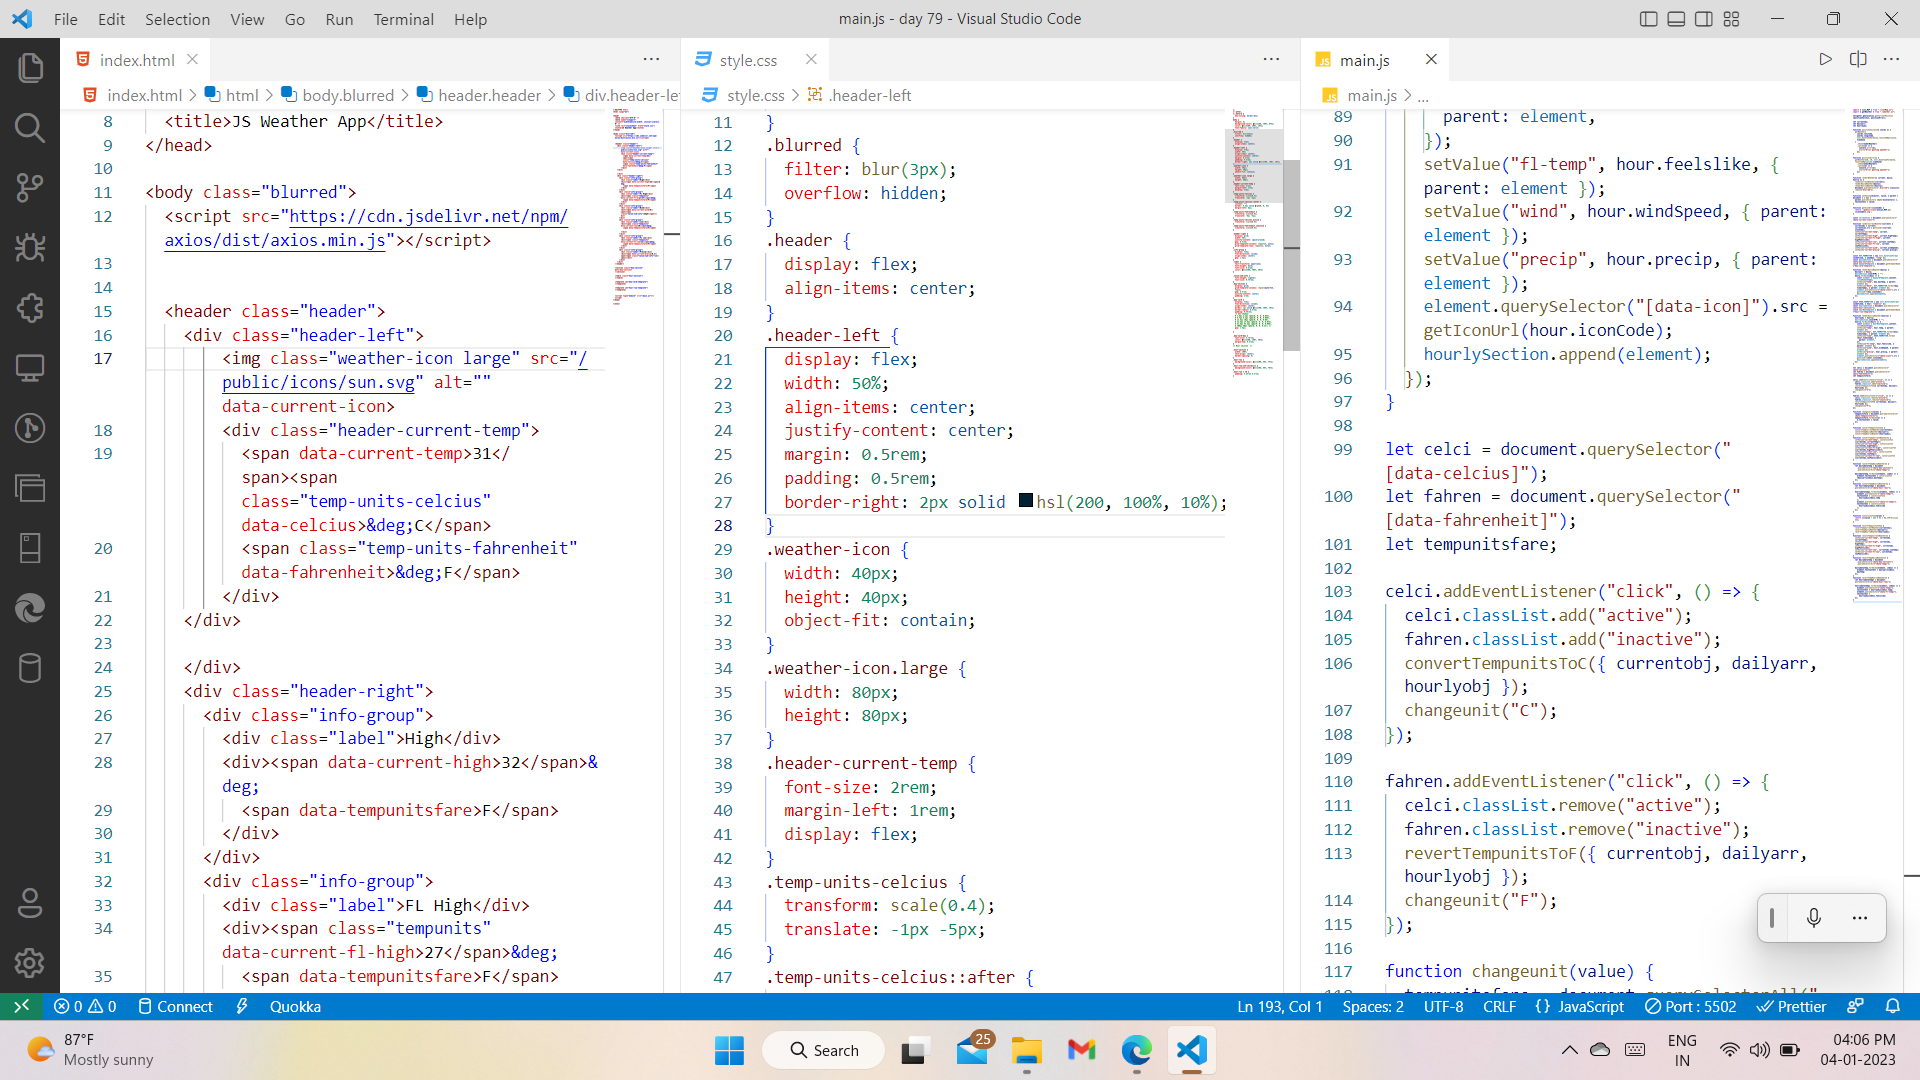 File Edit Selection View Go Run Terminal Help
main.js - day 79 - Visual Studio Code
index.html
index.html > html > body.blurred > header.header > div.header-le
8 <title>JS Weather App</title>
9 </head>
10
11 <body class="blurred">
12 <script src="https://cdn.jsdelivr.net/npm/
axios/dist/axios.min.js"></script>
13
14
15 <header class="header">
16 <div class="header-left">
17 <img class="weather-icon large" src="/
public/icons/sun.svg" alt=""
data-current-icon>
18 <div class="header-current-temp">
19 <span data-current-temp>31</
span><span
class="temp-units-celcius"
data-celcius>&deg;C</span>
20 <span class="temp-units-fahrenheit"
data-fahrenheit>&deg;F</span>
21 </div>
22 </div>
23
24 </div>
25 <div class="header-right">
26 <div class="info-group">
27 <div class="label">High</div>
28 <div><span data-current-high>32</span>&
deg;
29 <span data-tempunitsfare>F</span>
30 </div>
31 </div>
32 <div class="info-group">
33 <div class="label">FL High</div>
34 <div><span class="tempunits"
data-current-fl-high>27</span>&deg;
35 <span data-tempunitsfare>F</span>
style.css
style.css > .header-left
11 }
12 .blurred {
13 filter: blur(3px);
14 overflow: hidden;
15 }
16 .header {
17 display: flex;
18 align-items: center;
19 }
20 .header-left {
21 display: flex;
22 width: 50%;
23 align-items: center;
24 justify-content: center;
25 margin: 0.5rem;
26 padding: 0.5rem;
27 border-right: 2px solid hsl(200, 100%, 10%);
28 }
29 .weather-icon {
30 width: 40px;
31 height: 40px;
32 object-fit: contain;
33 }
34 .weather-icon.large {
35 width: 80px;
36 height: 80px;
37 }
38 .header-current-temp {
39 font-size: 2rem;
40 margin-left: 1rem;
41 display: flex;
42 }
43 .temp-units-celcius {
44 transform: scale(0.4);
45 translate: -1px -5px;
46 }
47 .temp-units-celcius::after {
JS main.js
JS main.js > ...
89 parent: element,
90 });
91 setValue("fl-temp", hour.feelslike, {
parent: element });
92 setValue("wind", hour.windSpeed, { parent:
element });
93 setValue("precip", hour.precip, { parent:
element });
94 element.querySelector("[data-icon]").src =
getIconUrl(hour.iconCode);
95 hourlySection.append(element);
96 });
97 }
98
99 let celci = document.querySelector("
[data-celcius]");
100 let fahren = document.querySelector("
[data-fahrenheit]");
101 let tempunitsfare;
102
103 celci.addEventListener("click", () => {
104 celci.classList.add("active");
105 fahren.classList.add("inactive");
106 convertTempunitsToC({ currentobj, dailyarr,
hourlyobj });
107 changeunit("C");
108 });
109
110 fahren.addEventListener("click", () => {
111 celci.classList.remove("active");
112 fahren.classList.remove("inactive");
113 revertTempunitsToF({ currentobj, dailyarr,
hourlyobj });
114 changeunit("F");
115 });
116
117 function changeunit(value) {
0 0 Connect Quokka
Ln 193, Col 1 Spaces: 2 UTF-8 CRLF {} JavaScript Port : 5502 Prettier
87°F
Mostly sunny
Search
25
ENG
IN
04:06 PM
04-01-2023